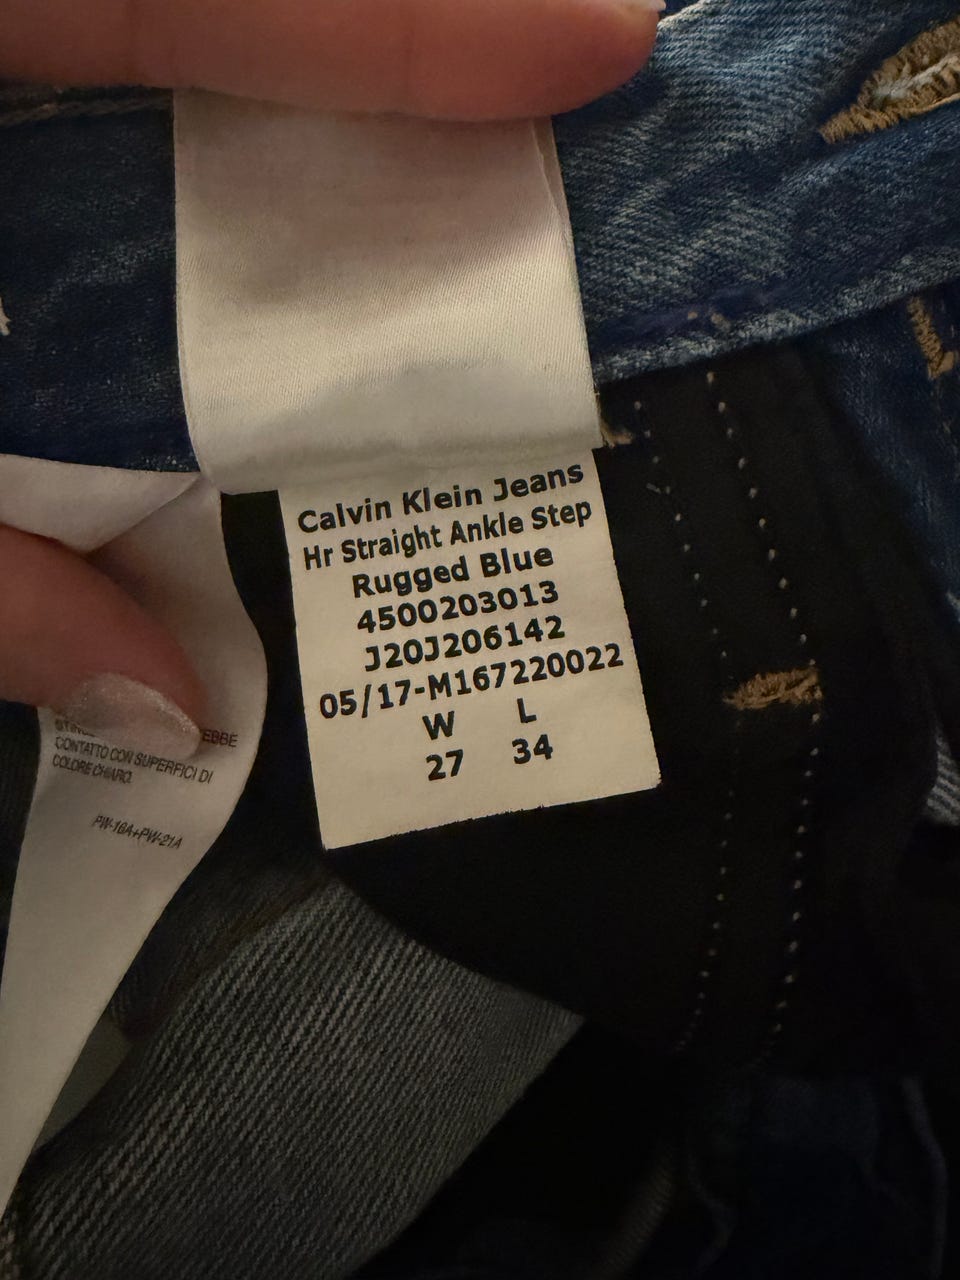 Calvin Klein Jeans
Hr Straight Ankle Step
Rugged Blue
4500203013
J20J206142
05/17-M167220022
W L
27 34
CONTATTO CON SUPERFICI DI
COLORE CHIARO.
PW-16A+PW-21A